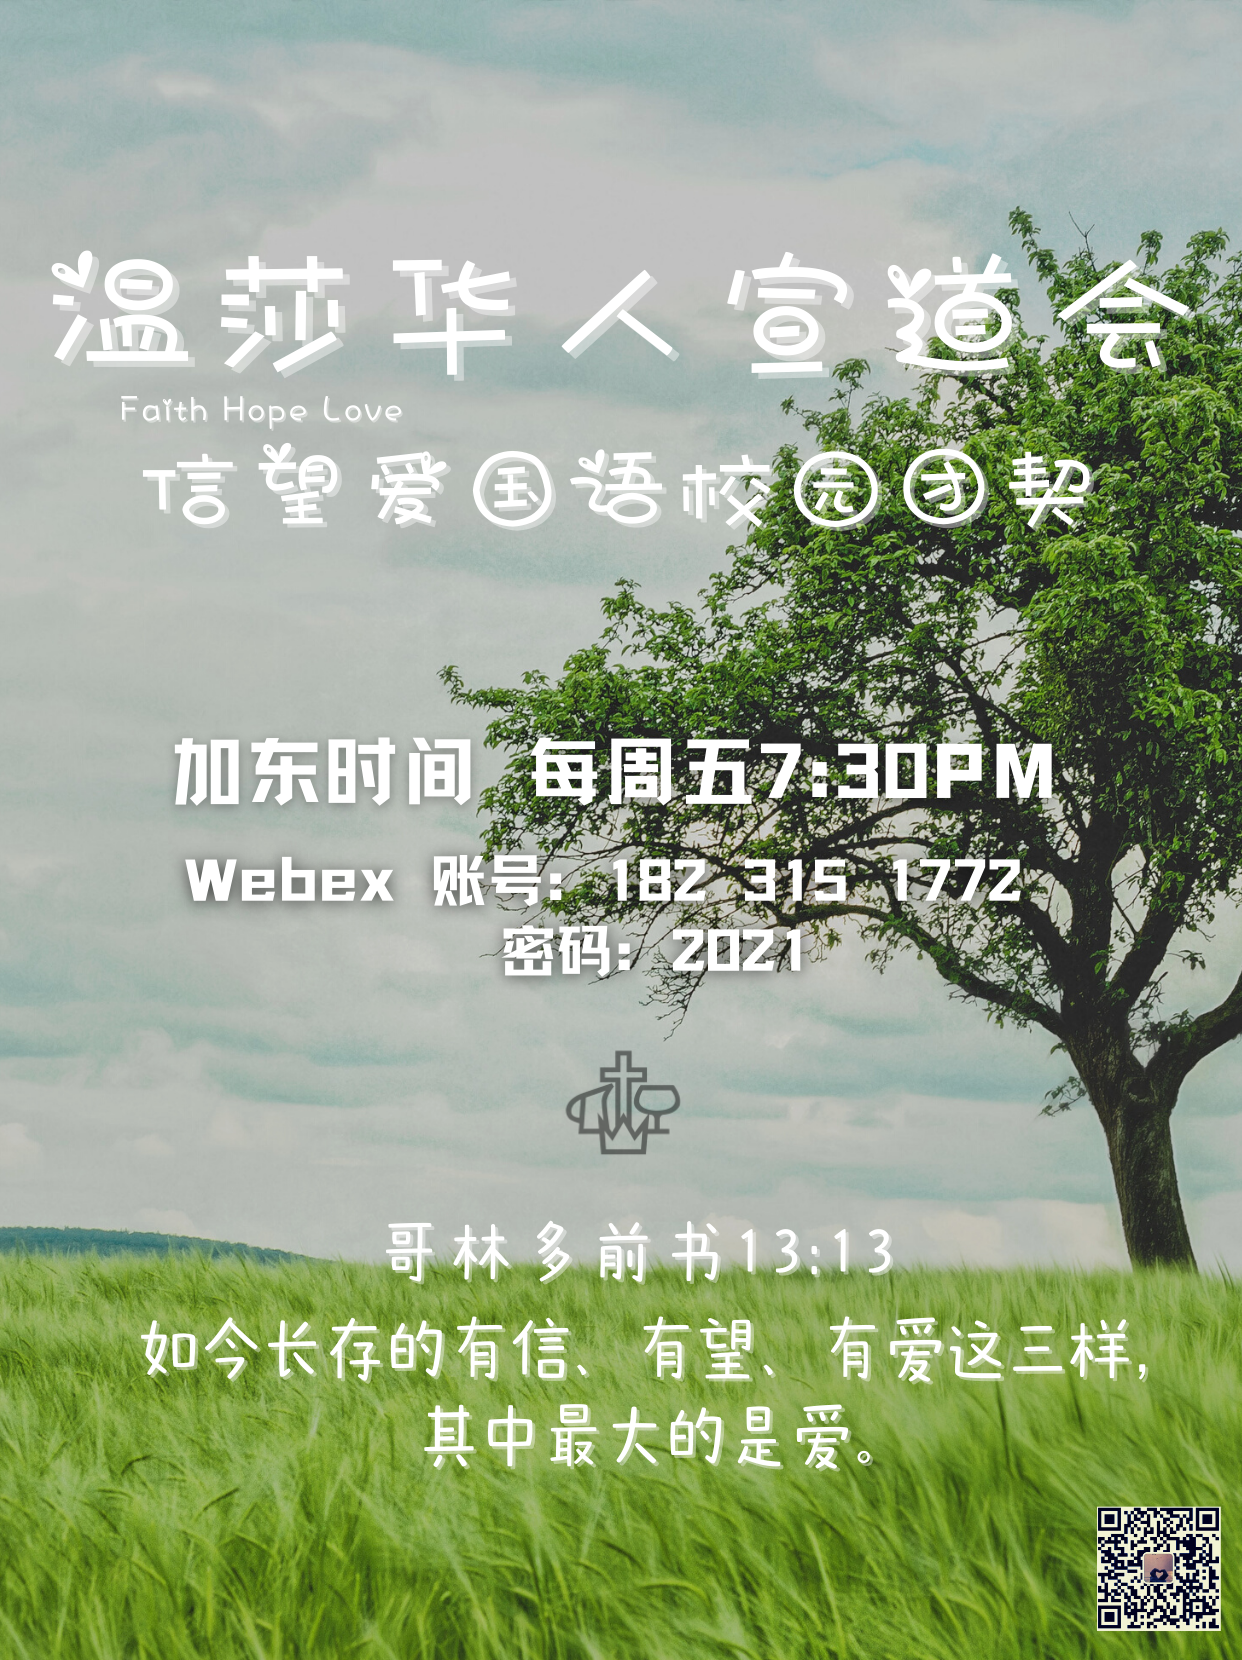 温莎华人宣道会
Faith Hope Love
信望爱国语校园团契
加东时间 每周五7:30PM
Webex 账号: 182 315 1772
密码: 2021
哥林多前书13:13
如今长存的有信、有望、有爱这三样,
其中最大的是爱。